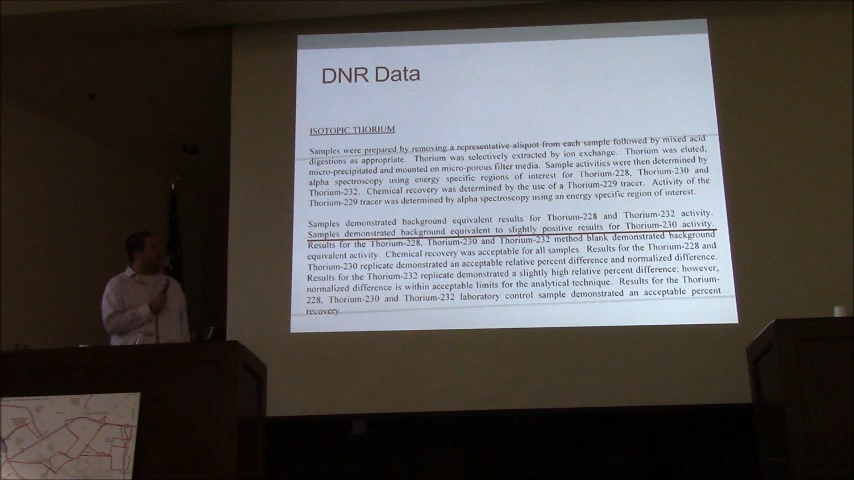 DNR Data
ISOTOPIC THORIUM
Samples were prepared by removing a representative aliquot from each sample followed by mixed acid
digestions as appropriate. Thorium was selectively extracted by ion exchange. Thorium was eluted,
micro-precipitated and mounted on micro-porous filter media. Sample activities were then determined by
alpha spectroscopy using energy specific regions of interest for Thorium-228, Thorium-230 and
Thorium-232. Chemical recovery was determined by the use of a Thorium-229 tracer. Activity of the
Thorium-229 tracer was determined by alpha spectroscopy using an energy specific region of interest.
Samples demonstrated background equivalent results for Thorium-228 and Thorium-232 activity.
Samples demonstrated background equivalent to slightly positive results for Thorium-230 activity.
Results for the Thorium-228, Thorium-230 and Thorium-232 method blank demonstrated background
equivalent activity. Chemical recovery was acceptable for all samples. Results for the Thorium-228 and
Thorium-230 replicate demonstrated an acceptable relative percent difference and normalized difference.
Results for the Thorium-232 replicate demonstrated a slightly high relative percent difference; however,
normalized difference is within acceptable limits for the analytical technique. Results for the Thorium-
228, Thorium-230 and Thorium-232 laboratory control sample demonstrated an acceptable percent
recovery.